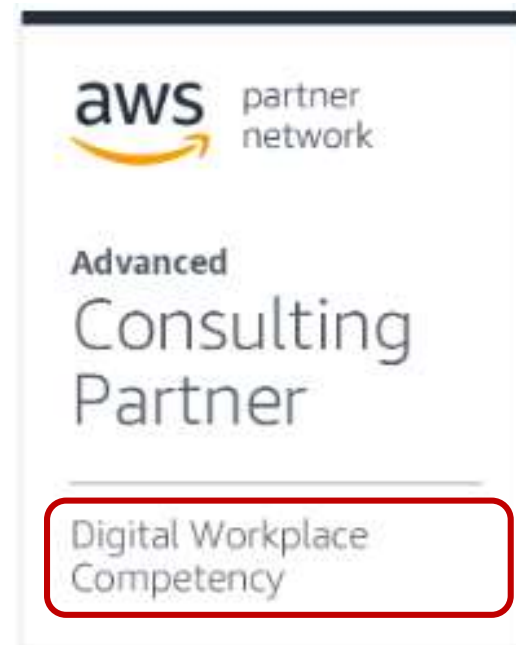 aws partner
network
Advanced
Consulting
Partner
Digital Workplace
Competency